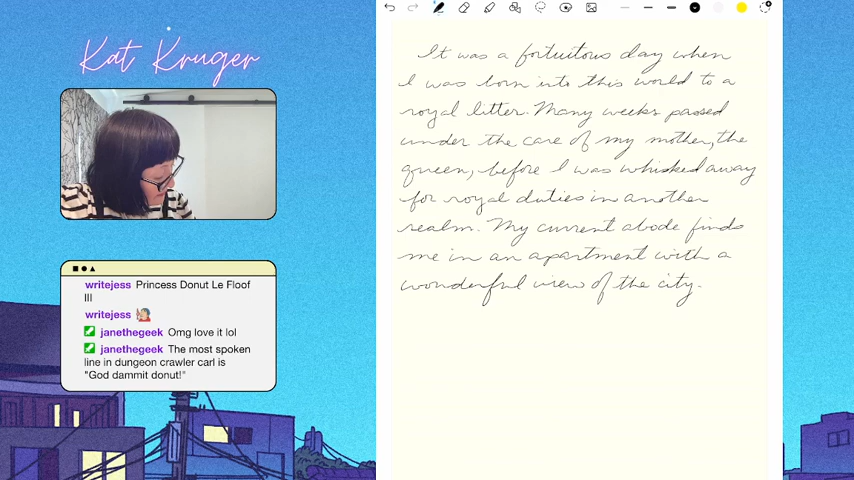 Kat Kruger
writejess Princess Donut Le Floof
III
writejess
janethegeek Omg love it lol
janethegeek The most spoken
line in dungeon crawler carl is
"God dammit donut!"
It was a fortuitous day when
I was born into this world to a
royal litter. Many weeks passed
under the care of my mother, the
queen, before I was whisked away
for royal duties in another
realm. My current abode finds
me in an apartment with a
wonderful view of the city.